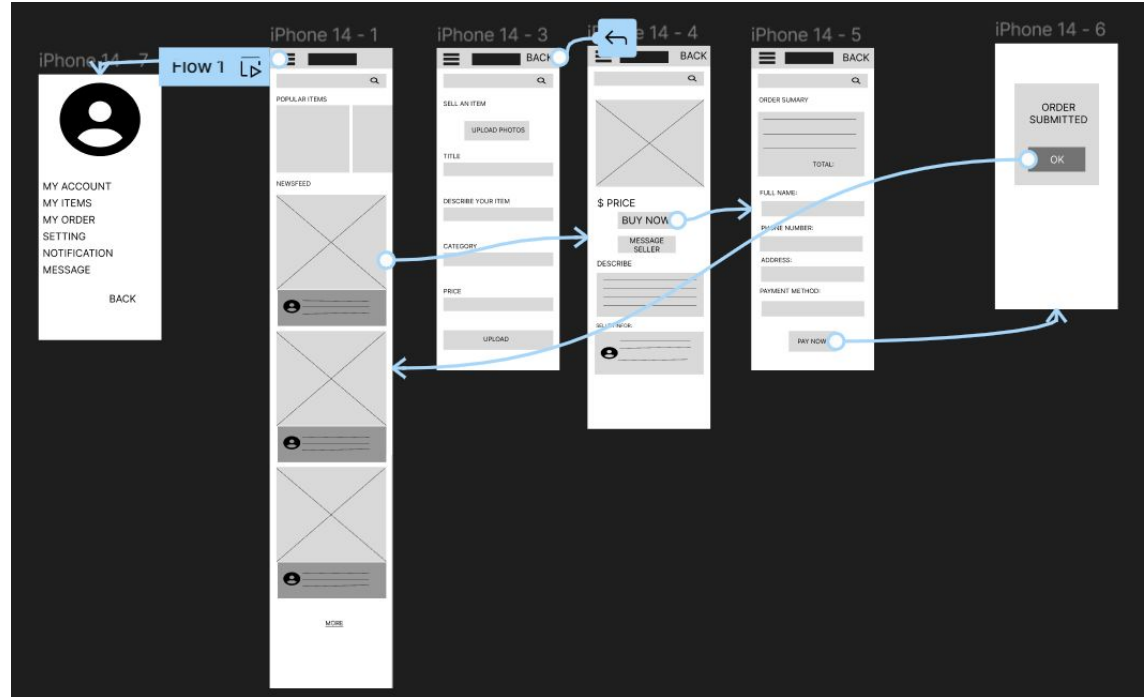 iPhone 14 - 7
MY ACCOUNT
MY ITEMS
MY ORDER
SETTING
NOTIFICATION
MESSAGE
BACK
Flow 1
iPhone 14 - 1
POPULAR ITEMS
NEWSFEED
MORE
iPhone 14 - 3
BACK
SELL AN ITEM
UPLOAD PHOTOS
TITLE
DESCRIBE YOUR ITEM
CATEGORY
PRICE
UPLOAD
e 14 - 4
BACK
$ PRICE
BUY NOW
MESSAGE
SELLER
DESCRIBE
INFOR:
iPhone 14 - 5
BACK
ORDER SUMARY
TOTAL:
FULL NAME:
PHONE NUMBER:
ADDRESS:
PAYMENT METHOD:
PAY NOW
iPhone 14 - 6
ORDER
SUBMITTED
OK